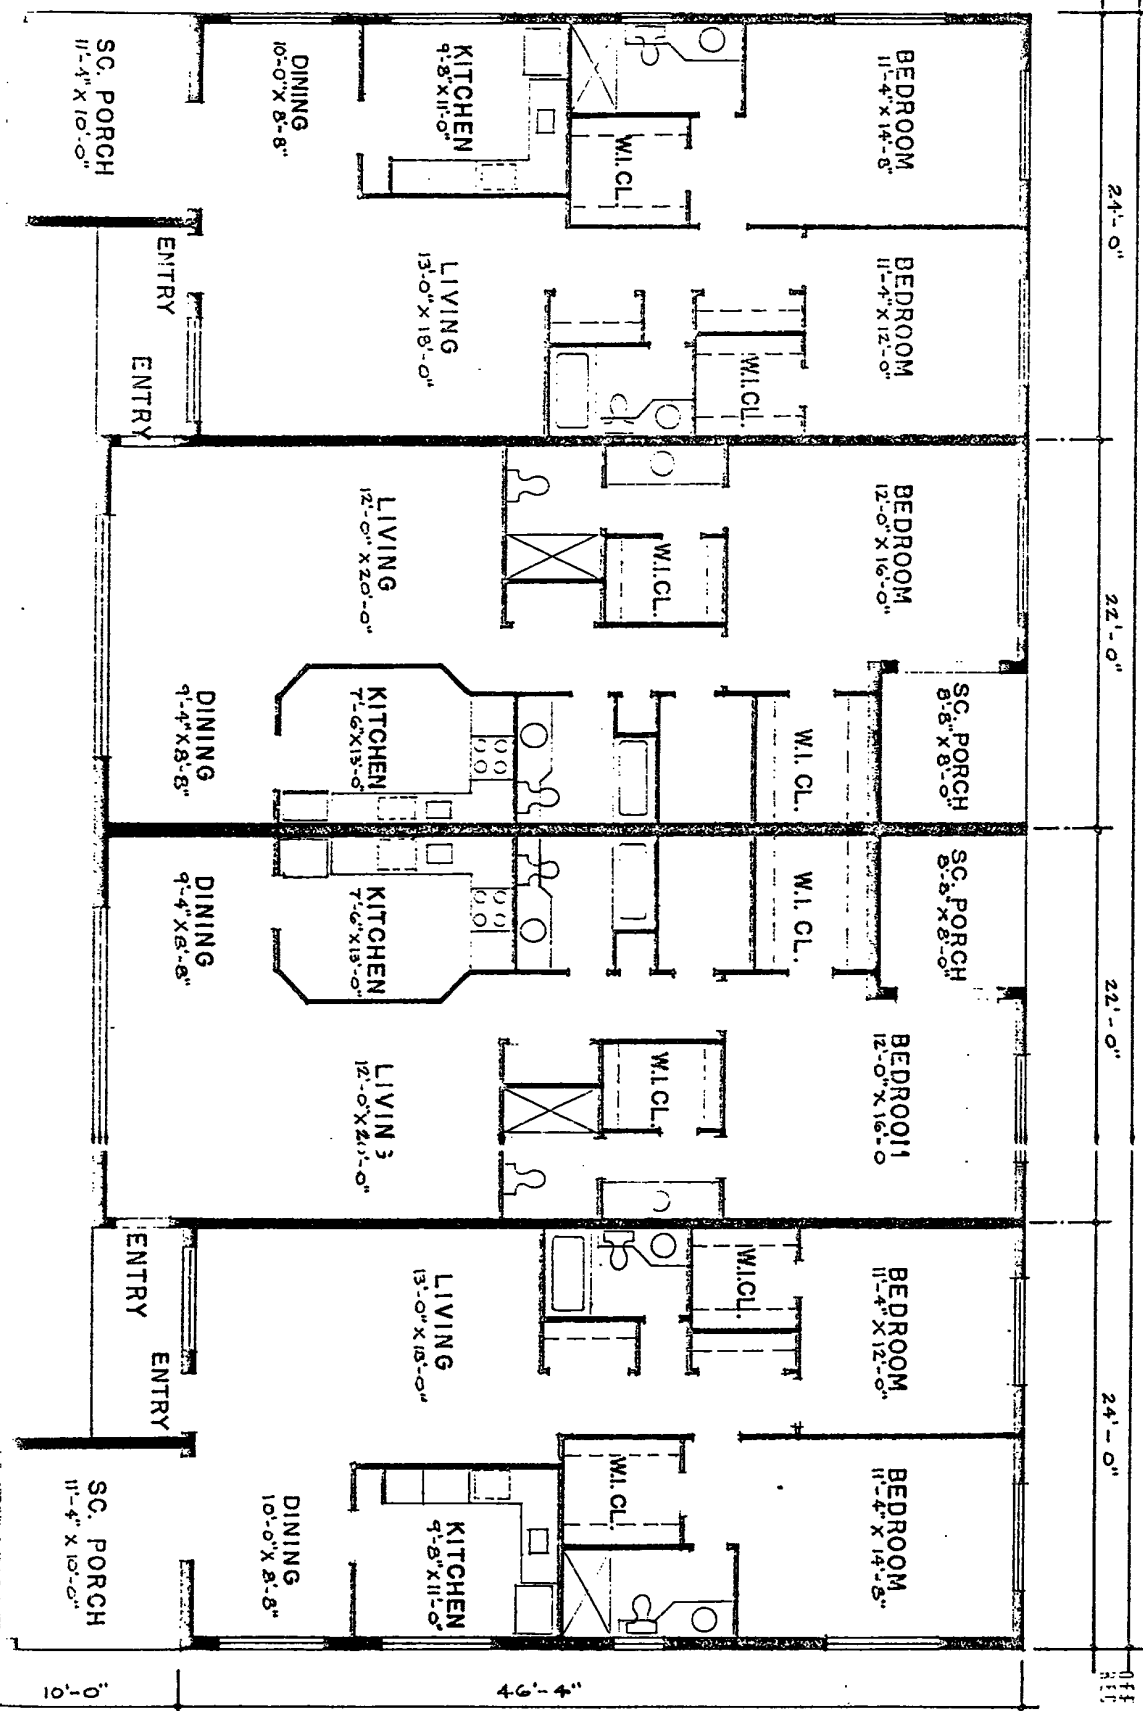 SC. PORCH
11'-4" X 10'-0"
DINING
10'-0" X 8'-8"
KITCHEN
9'-8" X 11'-0"
W.I.CL.
BEDROOM
11'-4" X 14'-8"
24'-0"
ENTRY
ENTRY
LIVING
13'-0" X 18'-0"
W.I.CL.
BEDROOM
11'-4" X 12'-0"
LIVING
12'-0" X 20'-0"
W.I.CL.
BEDROOM
12'-0" X 16'-0"
22'-0"
DINING
9'-4" X 8'-8"
KITCHEN
7'-6" X 13'-0"
W.I. CL.
SC. PORCH
8'-8" X 8'-0"
DINING
9'-4" X 8'-8"
KITCHEN
7'-6" X 13'-0"
W.I. CL.
SC. PORCH
8'-8" X 8'-0"
22'-0"
LIVING
12'-0" X 20'-0"
W.I.CL.
BEDROOM
12'-0" X 16'-0
ENTRY
ENTRY
LIVING
13'-0" X 18'-0"
W.I.CL.
BEDROOM
11'-4" X 12'-0"
24'-0"
SC. PORCH
11'-4" X 10'-0"
DINING
10'-0" X 8'-8"
KITCHEN
9'-8" X 11'-0"
W.I. CL.
BEDROOM
11'-4" X 14'-8"
10'-0"
46'-4"